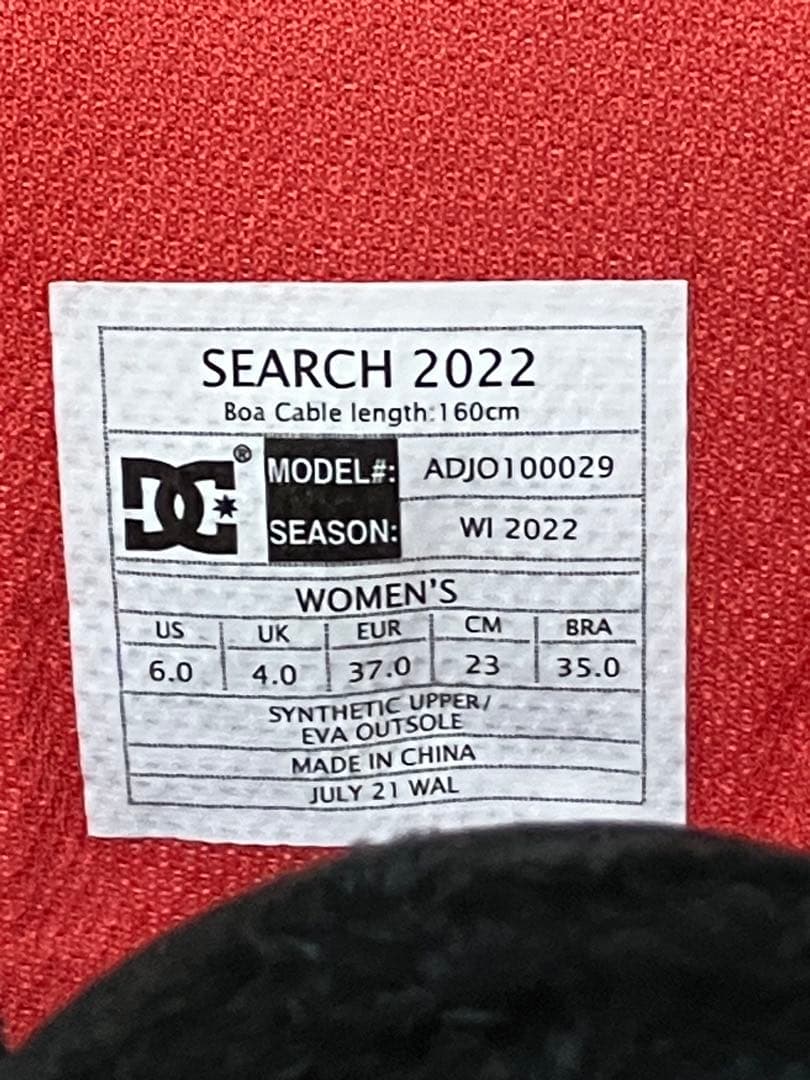 SEARCH 2022
Boa Cable length:160cm
DC®
MODEL#: ADJO100029
SEASON: WI 2022
WOMEN'S
US UK EUR CM BRA
6.0 4.0 37.0 23 35.0
SYNTHETIC UPPER/
EVA OUTSOLE
MADE IN CHINA
JULY 21 WAL